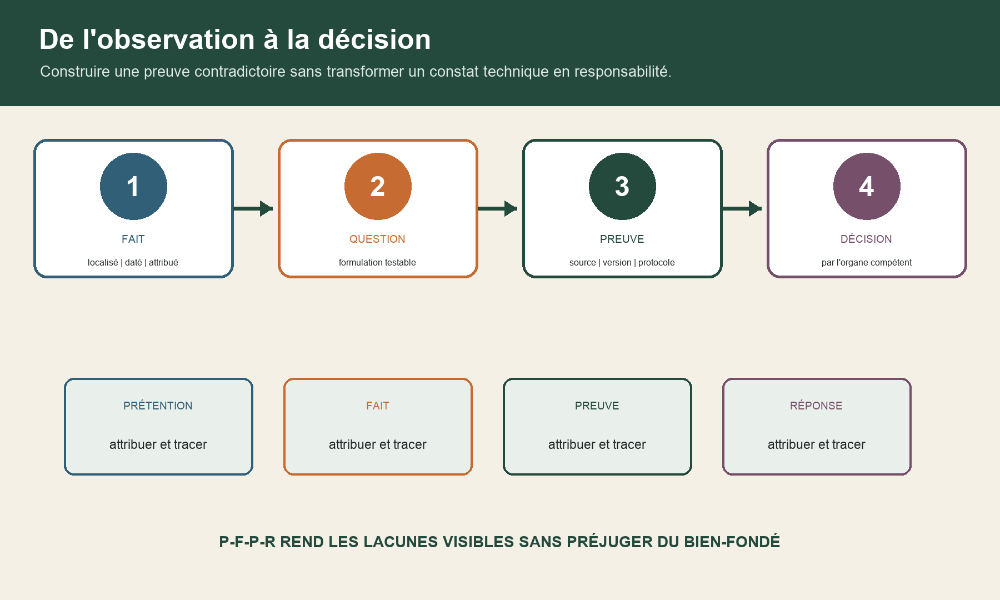 De l'observation à la décision
Construire une preuve contradictoire sans transformer un constat technique en responsabilité.
1
FAIT
localisé | daté | attribué
2
QUESTION
formulation testable
3
PREUVE
source | version | protocole
4
DÉCISION
par l'organe compétent
PRÉTENTION
attribuer et tracer
FAIT
attribuer et tracer
PREUVE
attribuer et tracer
RÉPONSE
attribuer et tracer
P-F-P-R REND LES LACUNES VISIBLES SANS PRÉJUGER DU BIEN-FONDÉ